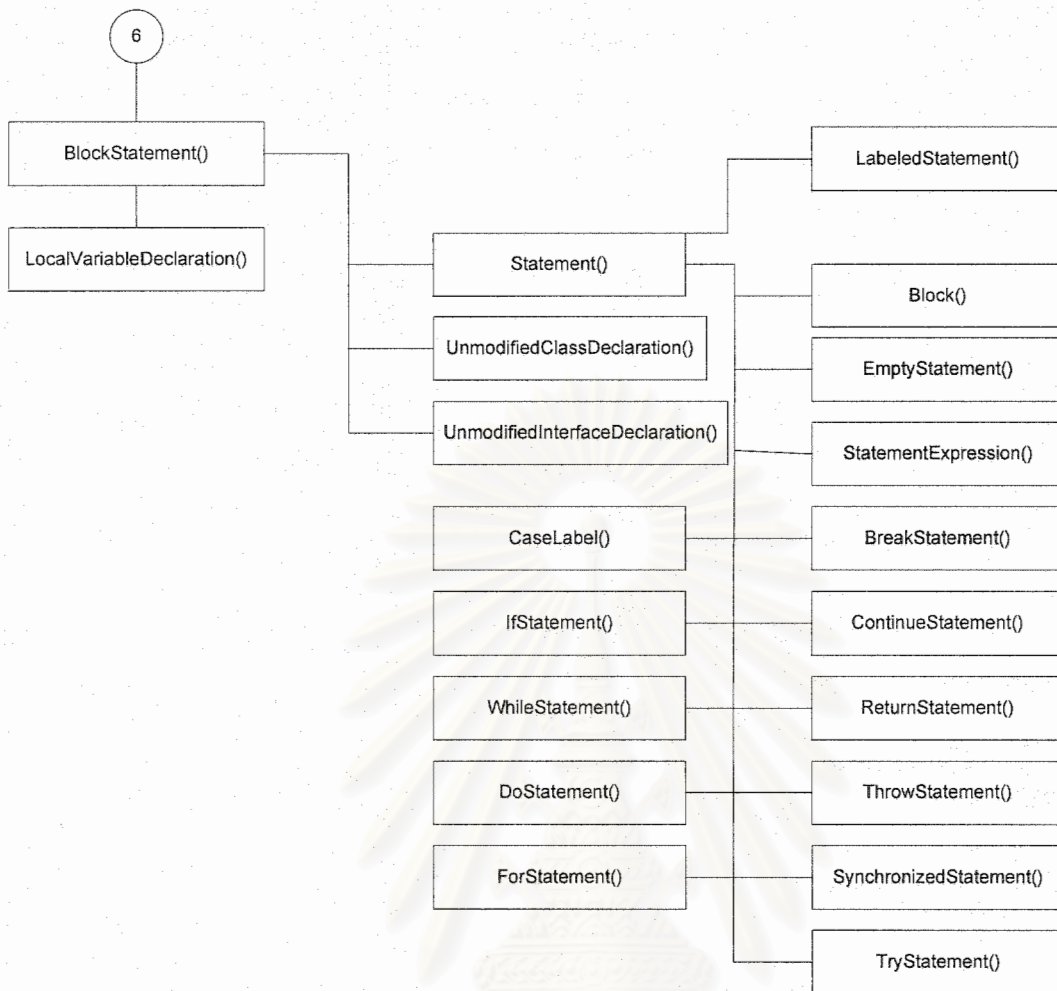 6
BlockStatement()
LabeledStatement()
LocalVariableDeclaration()
Statement()
Block()
UnmodifiedClassDeclaration()
EmptyStatement()
UnmodifiedInterfaceDeclaration()
StatementExpression()
CaseLabel()
BreakStatement()
IfStatement()
ContinueStatement()
WhileStatement()
ReturnStatement()
DoStatement()
ThrowStatement()
ForStatement()
SynchronizedStatement()
TryStatement()